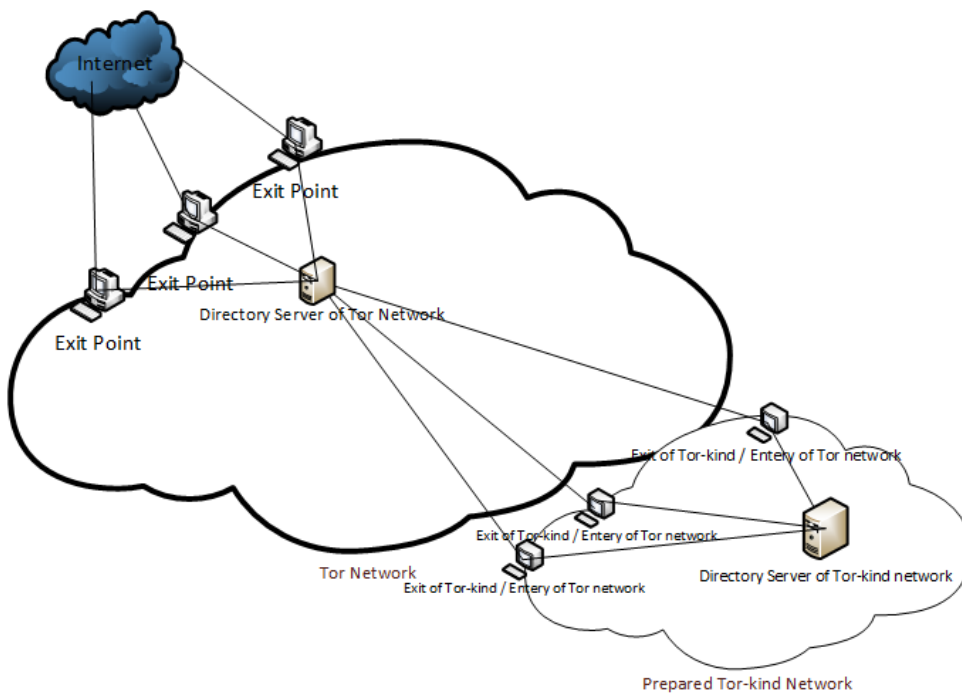 Internet
Exit Point
Exit Point
Directory Server of Tor Network
Exit Point
Exit of Tor-kind / Entery of Tor network
Exit of Tor-kind / Entery of Tor network
Tor Network
Directory Server of Tor-kind network
Exit of Tor-kind / Entery of Tor network
Prepared Tor-kind Network